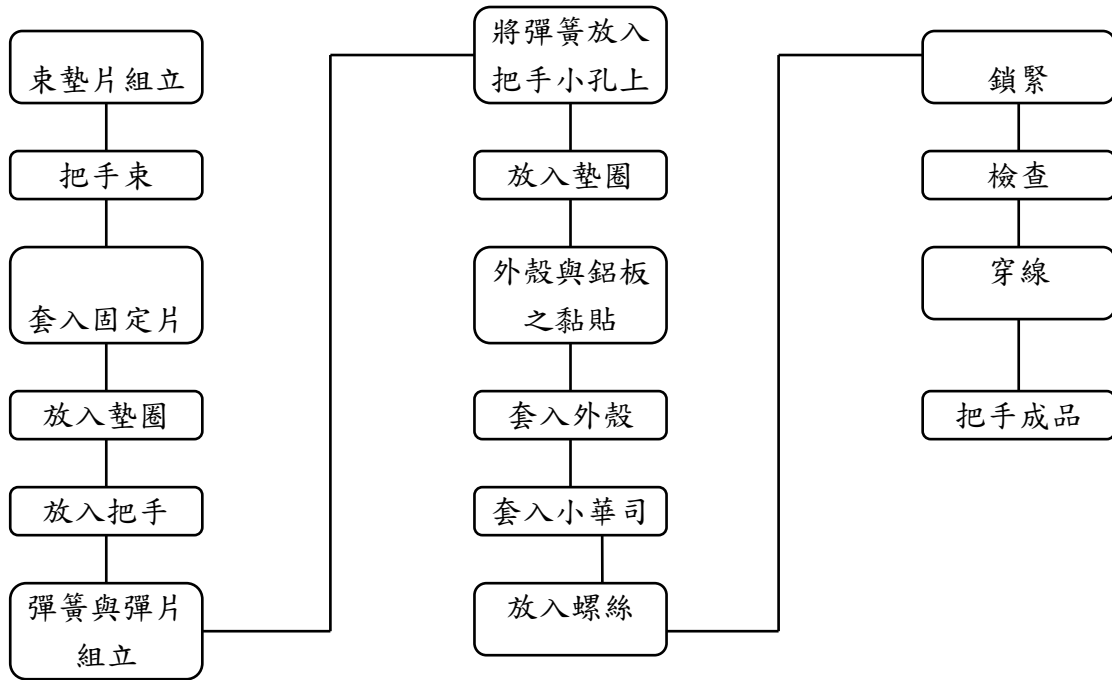 束墊片組立
把手束
套入固定片
放入墊圈
放入把手
彈簧與彈片
組立
將彈簧放入
把手小孔上
放入墊圈
外殼與鋁板
之黏貼
套入外殼
套入小華司
放入螺絲
鎖緊
檢查
穿線
把手成品